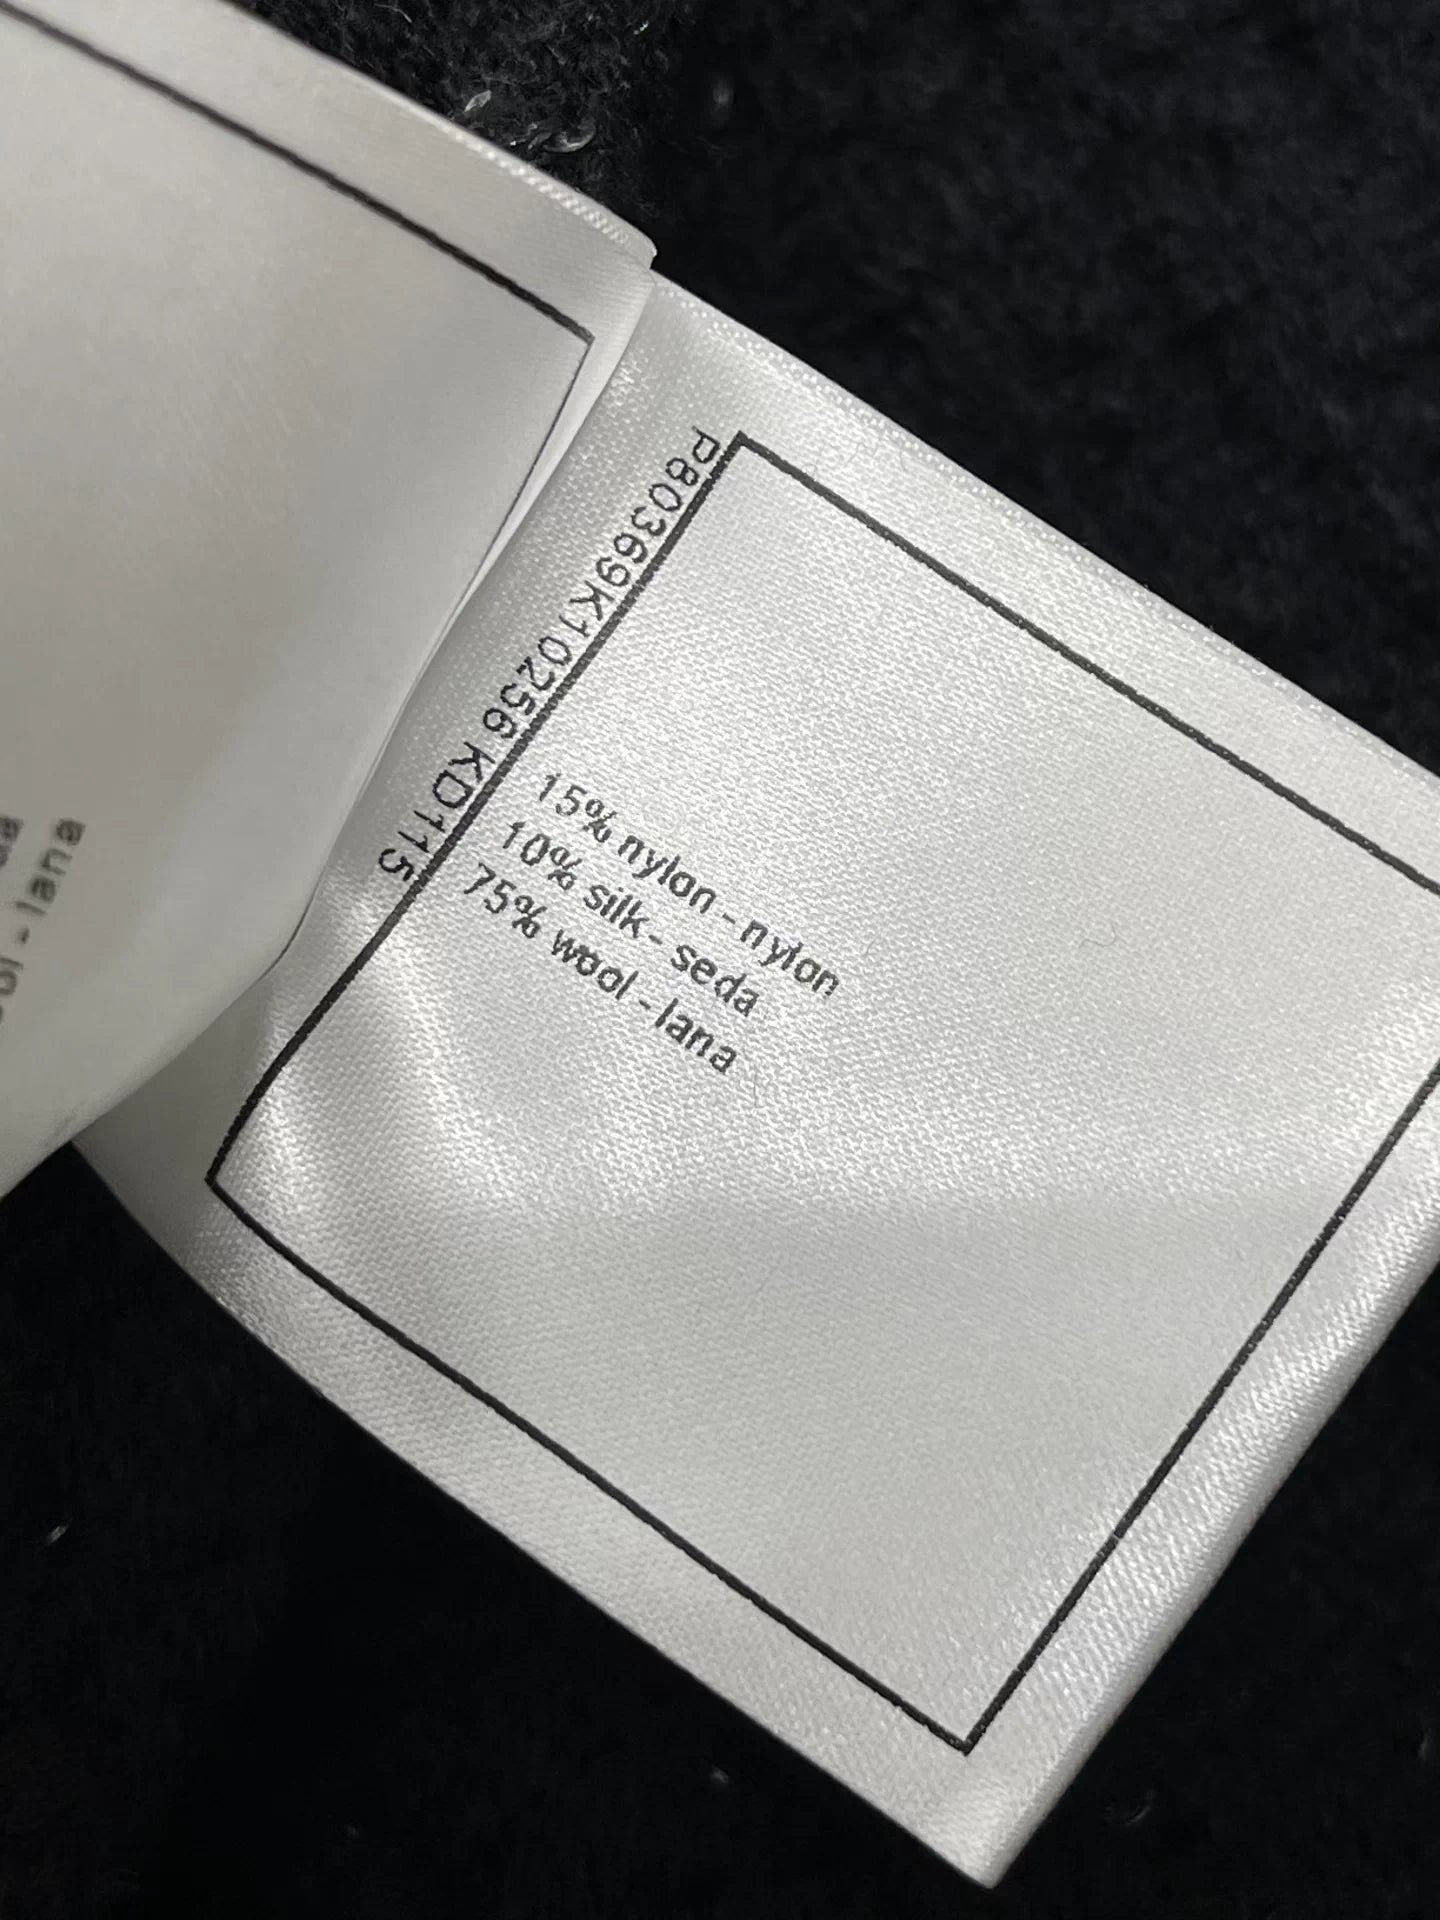 P80369K10256 KD115
15% nylon - nylon
10% silk - seda
75% wool - lana
- lana